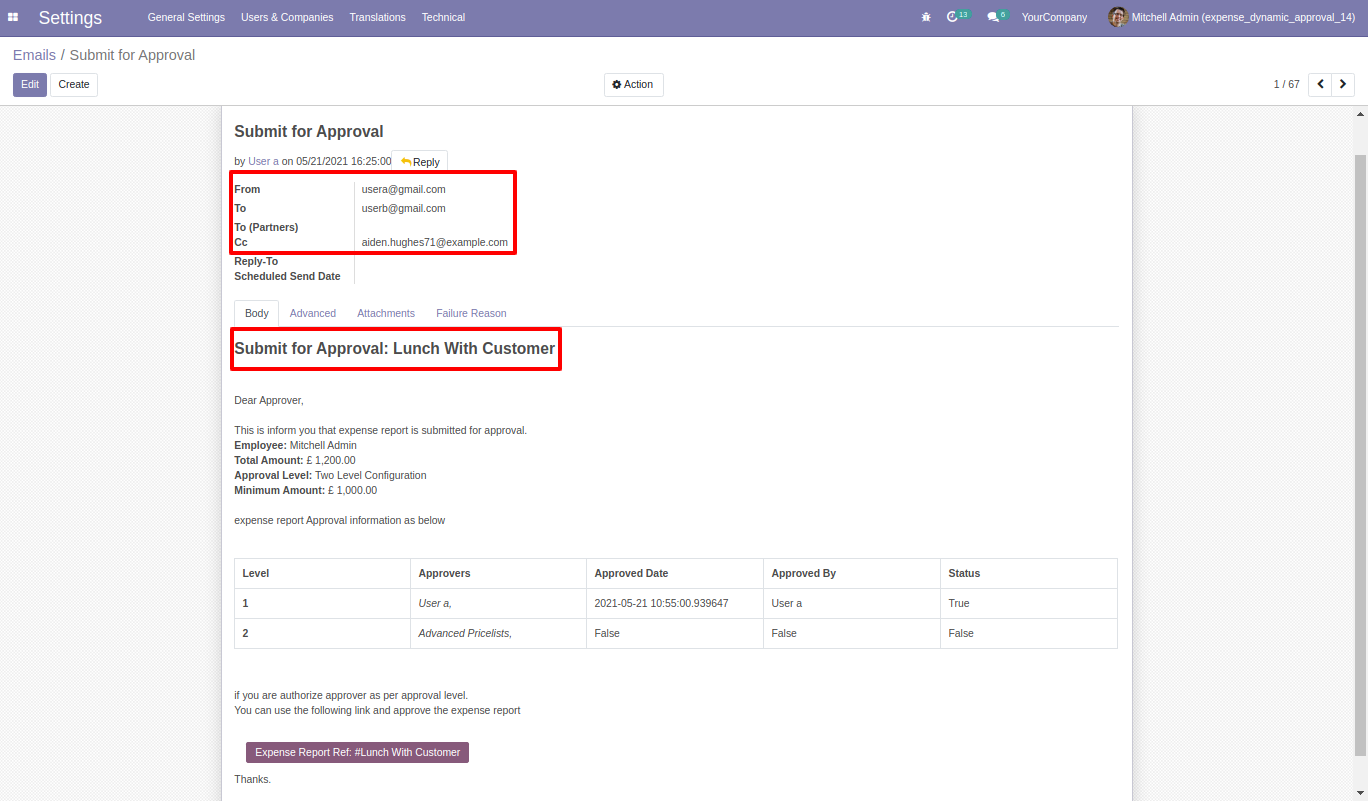 Settings General Settings Users & Companies Translations Technical 13 6 YourCompany Mitchell Admin (expense_dynamic_approval_14)
Emails / Submit for Approval
Edit Create Action 1 / 67
Submit for Approval
by User a on 05/21/2021 16:25:00 Reply
From usera@gmail.com
To userb@gmail.com
To (Partners)
Cc aiden.hughes71@example.com
Reply-To
Scheduled Send Date
Body Advanced Attachments Failure Reason
Submit for Approval: Lunch With Customer
Dear Approver,
This is inform you that expense report is submitted for approval.
Employee: Mitchell Admin
Total Amount: £ 1,200.00
Approval Level: Two Level Configuration
Minimum Amount: £ 1,000.00
expense report Approval information as below
Level Approvers Approved Date Approved By Status
1 User a, 2021-05-21 10:55:00.939647 User a True
2 Advanced Pricelists, False False False
if you are authorize approver as per approval level.
You can use the following link and approve the expense report
Expense Report Ref: #Lunch With Customer
Thanks.